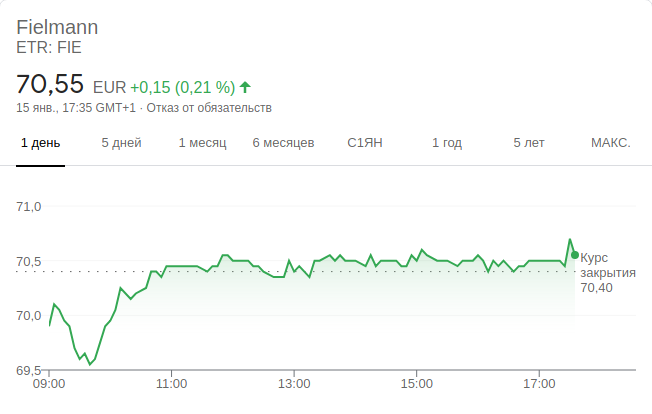 Fielmann
ETR: FIE
70,55 EUR +0,15 (0,21 %)
15 янв., 17:35 GMT+1 · Отказ от обязательств
1 день 5 дней 1 месяц 6 месяцев С1ЯН 1 год 5 лет МАКС.
71,0
70,5
70,0
69,5
Курс
закрытия
70,40
09:00 11:00 13:00 15:00 17:00